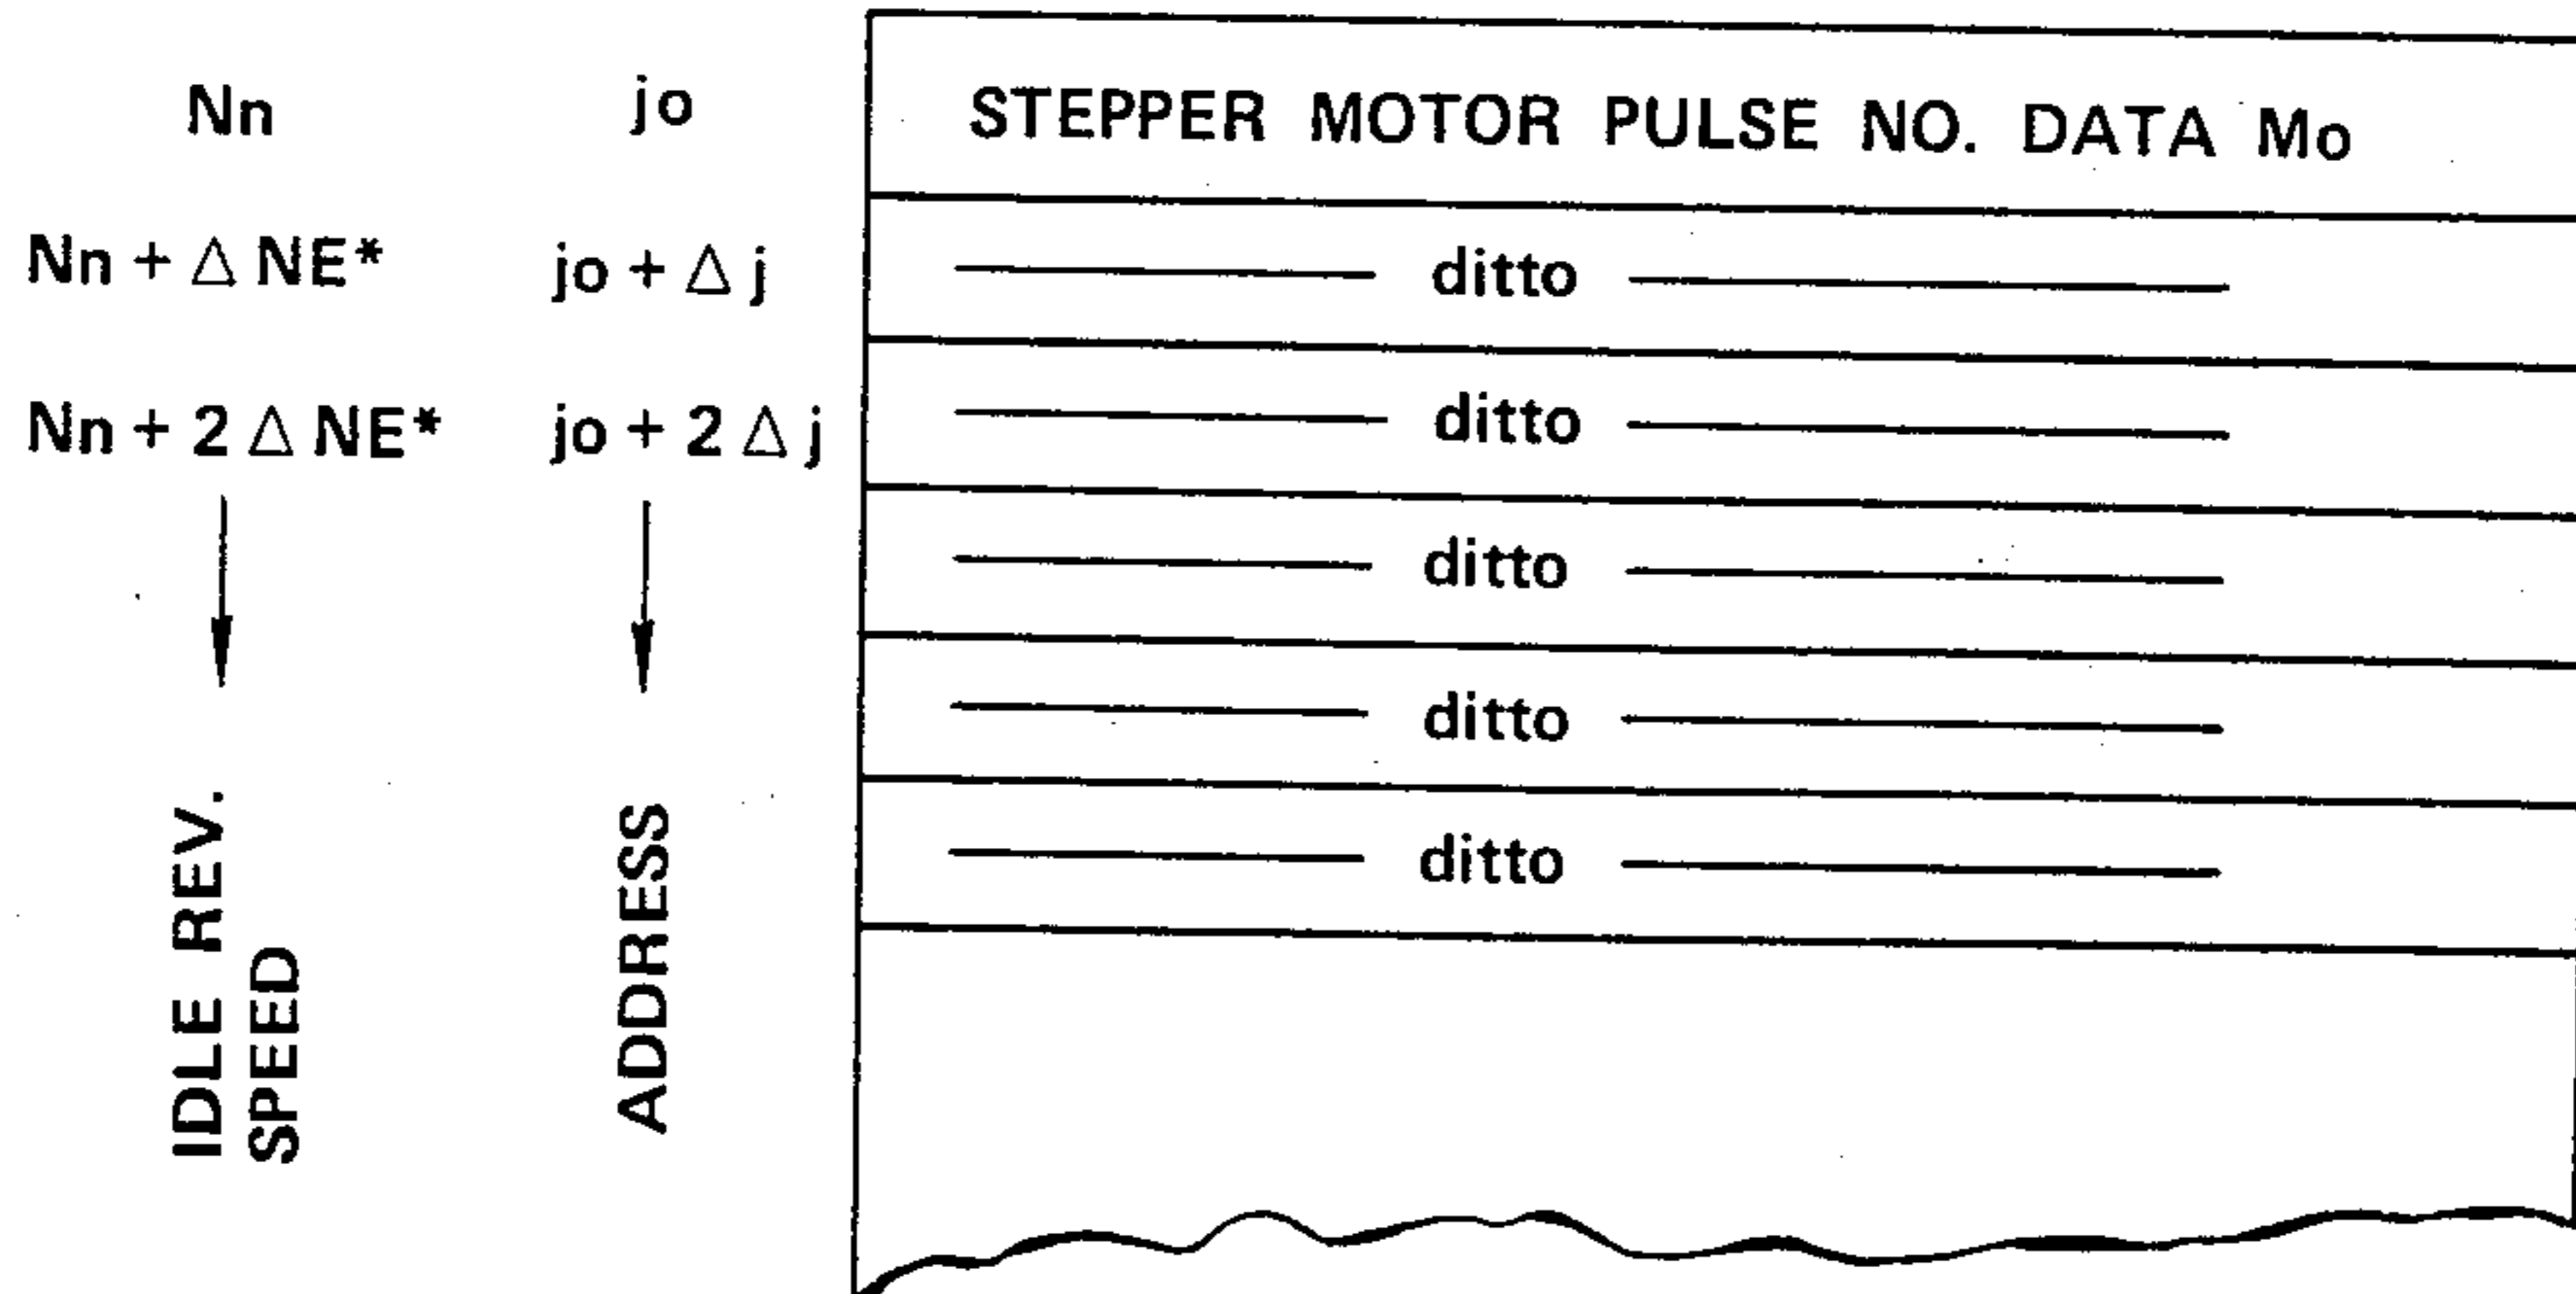 Nn jo STEPPER MOTOR PULSE NO. DATA Mo
Nn + △ NE* jo + △ j ditto
Nn + 2 △ NE* jo + 2 △ j ditto
ditto
ditto
ditto
IDLE REV.
SPEED
ADDRESS